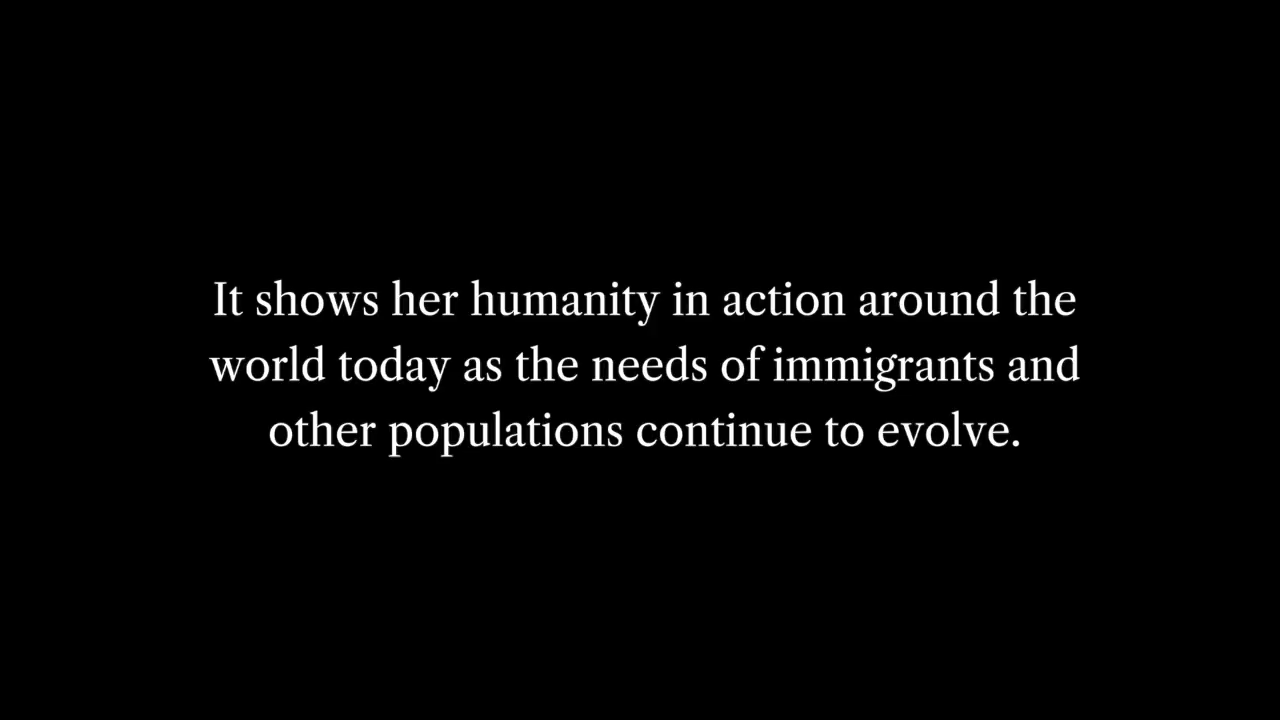 It shows her humanity in action around the
world today as the needs of immigrants and
other populations continue to evolve.